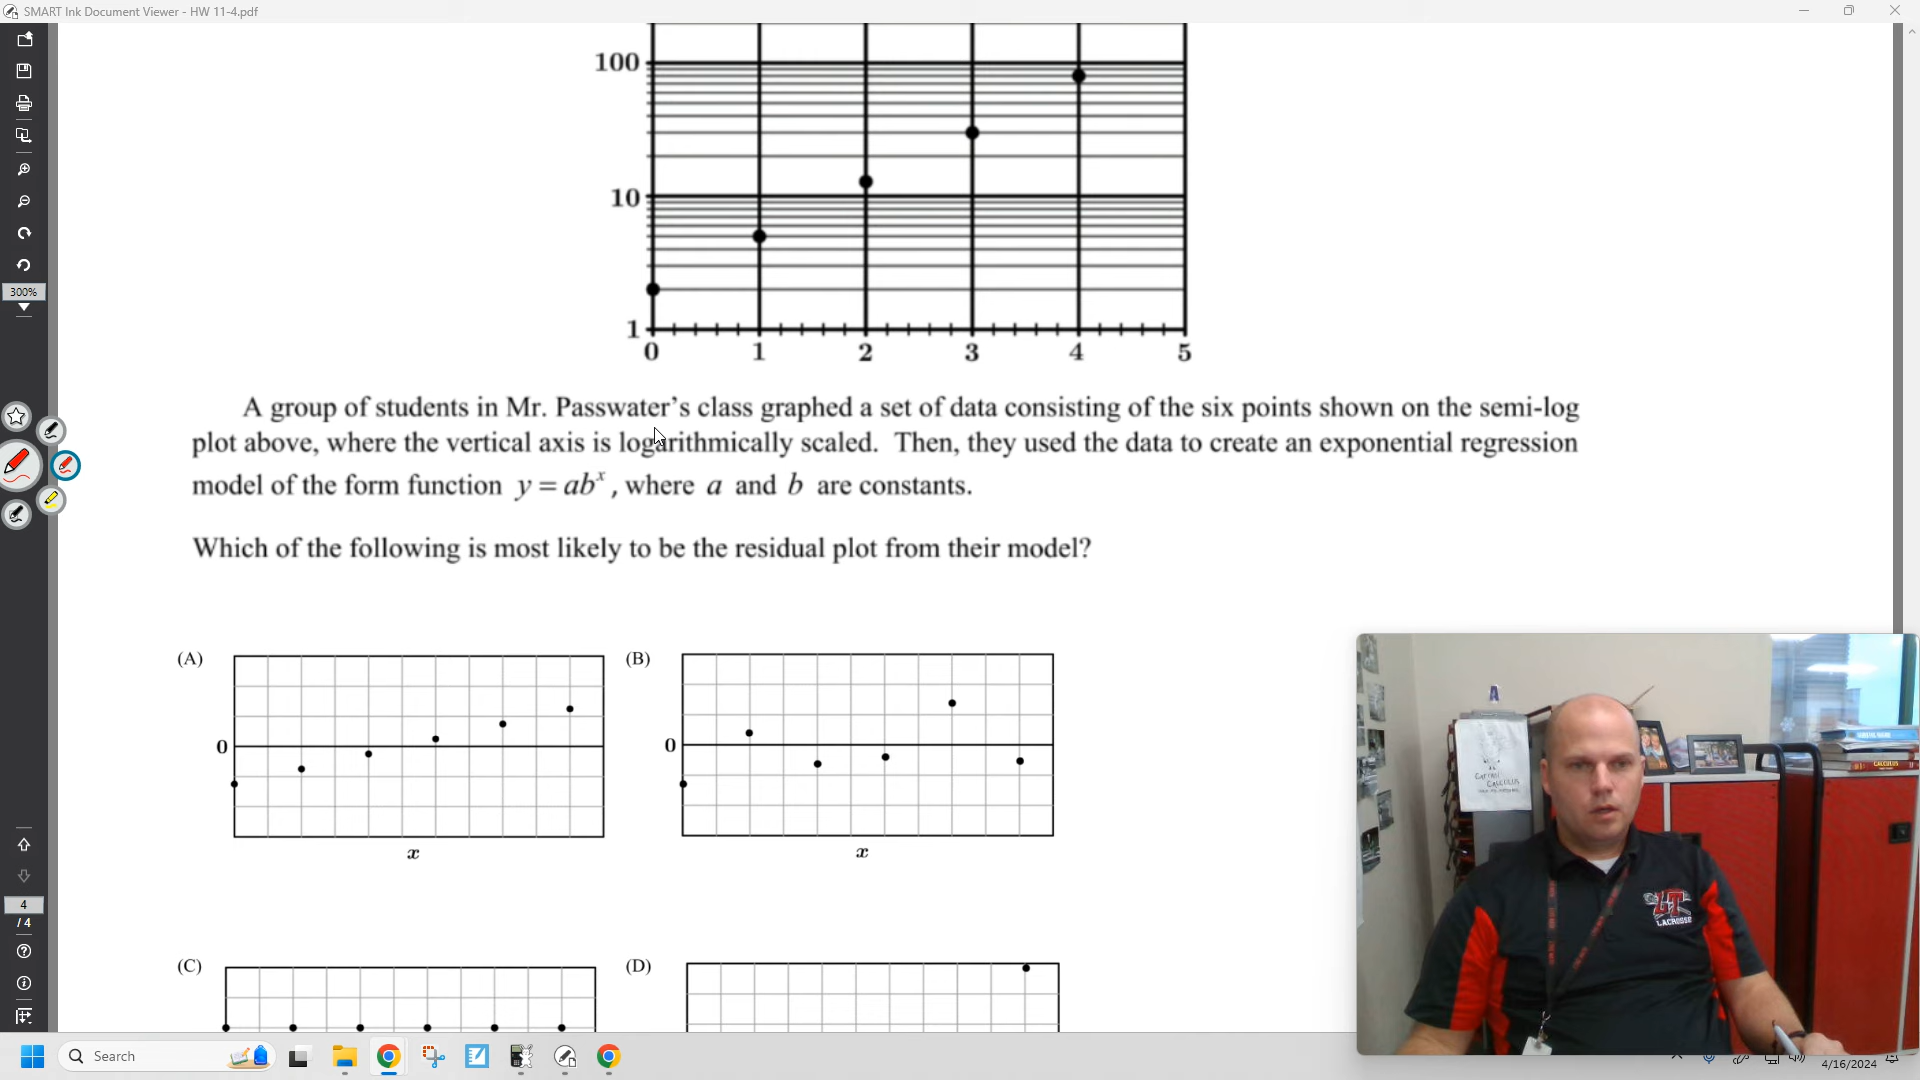 SMART Ink Document Viewer - HW 11-4.pdf
100
10
1
0 1 2 3 4 5
A group of students in Mr. Passwater's class graphed a set of data consisting of the six points shown on the semi-log
plot above, where the vertical axis is logarithmically scaled. Then, they used the data to create an exponential regression
model of the form function y = ab^x, where a and b are constants.
Which of the following is most likely to be the residual plot from their model?
(A) (B)
0 0
x x
(C) (D)
300%
4
/ 4
CALCULUS
LT
LACROSSE
Search
4/16/2024